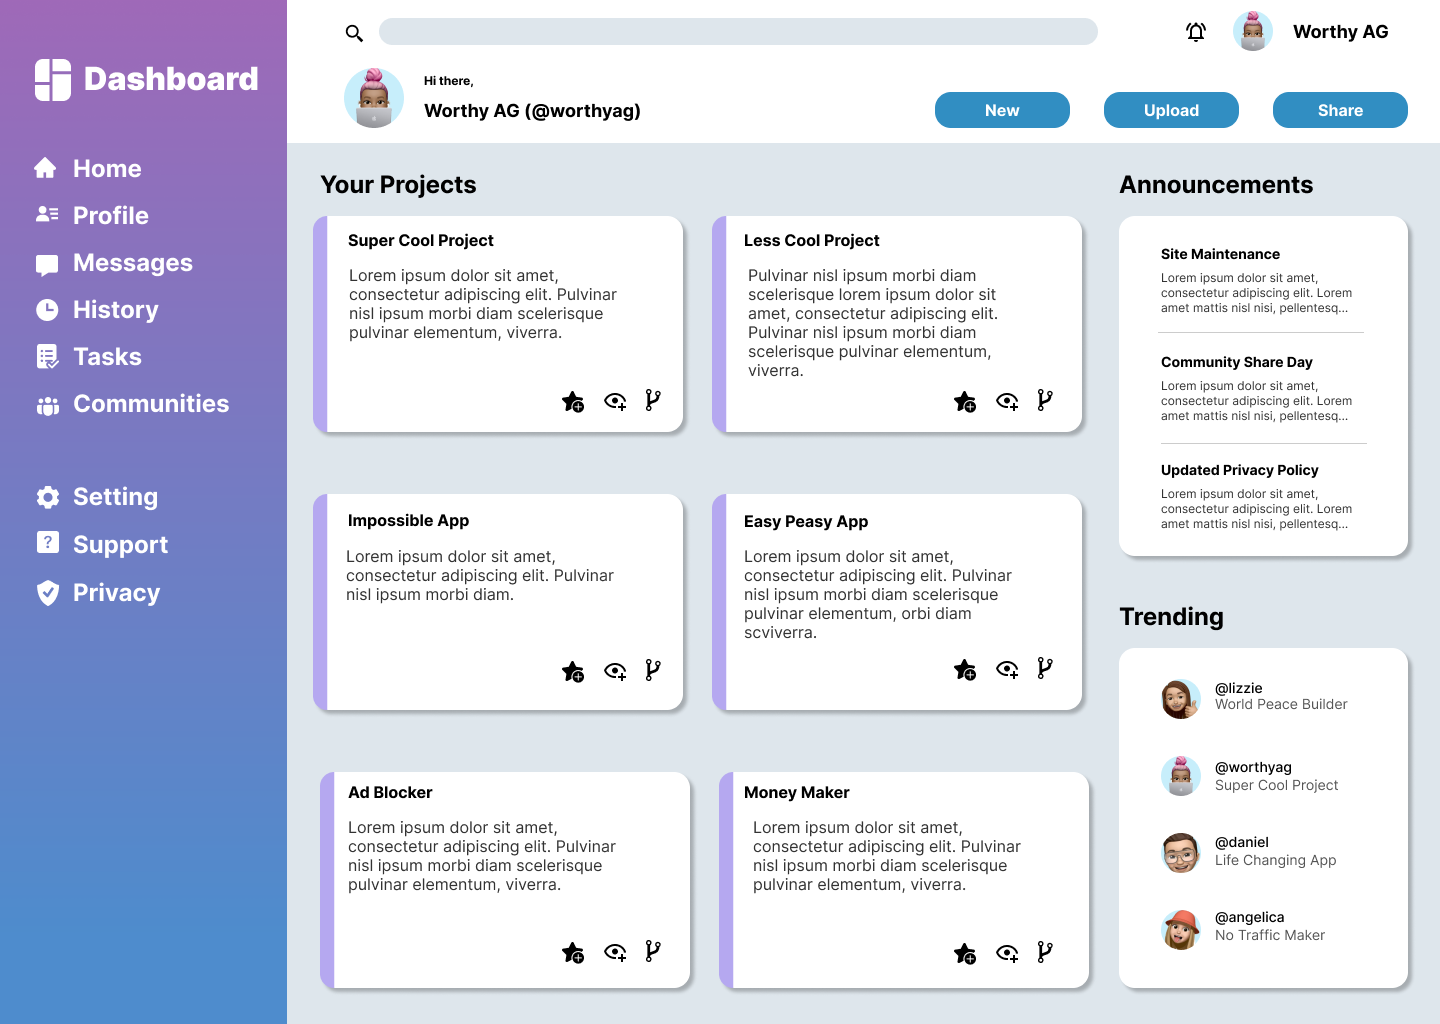 Dashboard
Home
Profile
Messages
History
Tasks
Communities
Setting
Support
Privacy
Worthy AG
Hi there,
Worthy AG (@worthyag)
New
Upload
Share
Your Projects
Super Cool Project
Lorem ipsum dolor sit amet,
consectetur adipiscing elit. Pulvinar
nisl ipsum morbi diam scelerisque
pulvinar elementum, viverra.
Less Cool Project
Pulvinar nisl ipsum morbi diam
scelerisque lorem ipsum dolor sit
amet, consectetur adipiscing elit.
Pulvinar nisl ipsum morbi diam
scelerisque pulvinar elementum,
viverra.
Impossible App
Lorem ipsum dolor sit amet,
consectetur adipiscing elit. Pulvinar
nisl ipsum morbi diam.
Easy Peasy App
Lorem ipsum dolor sit amet,
consectetur adipiscing elit. Pulvinar
nisl ipsum morbi diam scelerisque
pulvinar elementum, orbi diam
scviverra.
Ad Blocker
Lorem ipsum dolor sit amet,
consectetur adipiscing elit. Pulvinar
nisl ipsum morbi diam scelerisque
pulvinar elementum, viverra.
Money Maker
Lorem ipsum dolor sit amet,
consectetur adipiscing elit. Pulvinar
nisl ipsum morbi diam scelerisque
pulvinar elementum, viverra.
Announcements
Site Maintenance
Lorem ipsum dolor sit amet,
consectetur adipiscing elit. Lorem
amet mattis nisl nisi, pellentesq...
Community Share Day
Lorem ipsum dolor sit amet,
consectetur adipiscing elit. Lorem
amet mattis nisl nisi, pellentesq...
Updated Privacy Policy
Lorem ipsum dolor sit amet,
consectetur adipiscing elit. Lorem
amet mattis nisl nisi, pellentesq...
Trending
@lizzie
World Peace Builder
@worthyag
Super Cool Project
@daniel
Life Changing App
@angelica
No Traffic Maker